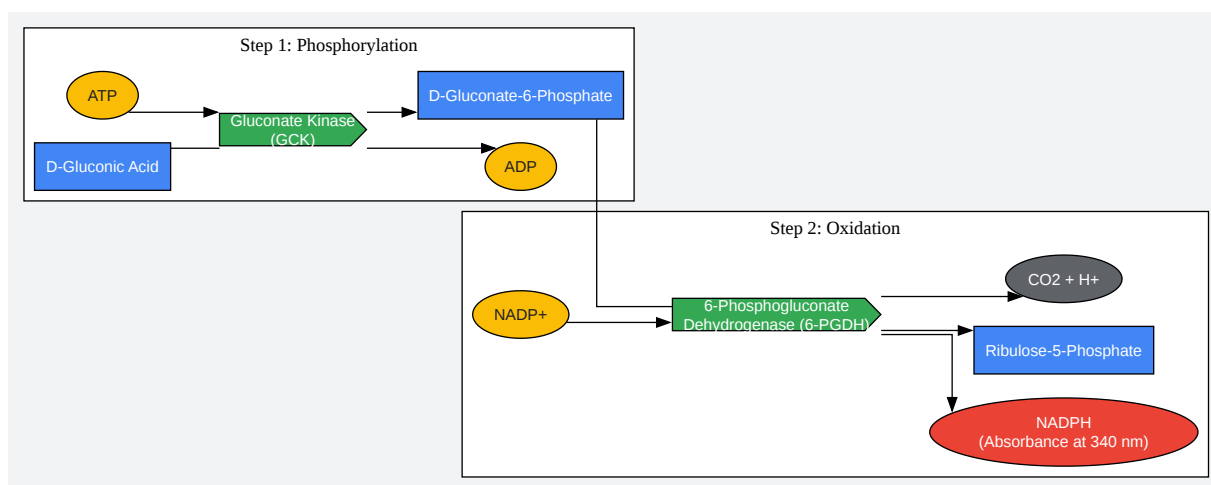 Step 1: Phosphorylation
ATP
D-Gluconate-6-Phosphate
Gluconate Kinase
(GCK)
D-Gluconic Acid
ADP
Step 2: Oxidation
CO2 + H+
6-Phosphogluconate
Dehydrogenase (6-PGDH)
NADP+
Ribulose-5-Phosphate
NADPH
(Absorbance at 340 nm)